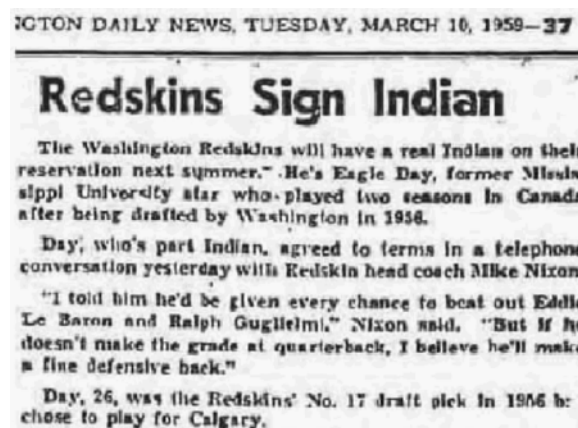 GTON DAILY NEWS, TUESDAY, MARCH 10, 1959—37
Redskins Sign Indian
The Washington Redskins will have a real Indian on their
reservation next summer." He's Eagle Day, former Missis
sippi University star who played two seasons in Canada
after being drafted by Washington in 1956.
Day, who's part Indian, agreed to terms in a telephone
conversation yesterday with Redskin head coach Mike Nixon
"I told him he'd be given every chance to beat out Eddie
Le Baron and Ralph Guglielmi," Nixon said. "But if he
doesn't make the grade at quarterback, I believe he'll make
a fine defensive back."
Day, 26, was the Redskins' No. 17 draft pick in 1956 b
chose to play for Calgary.